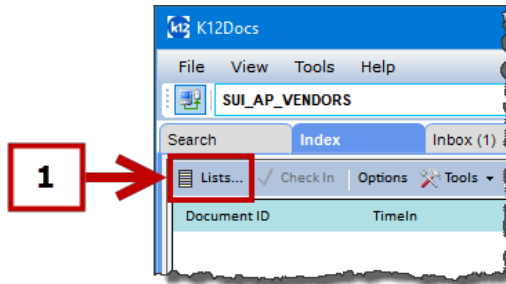 k12 K12Docs
File View Tools Help
SUI_AP_VENDORS
Search Index Inbox (1)
1 Lists... Check In Options Tools
Document ID TimeIn